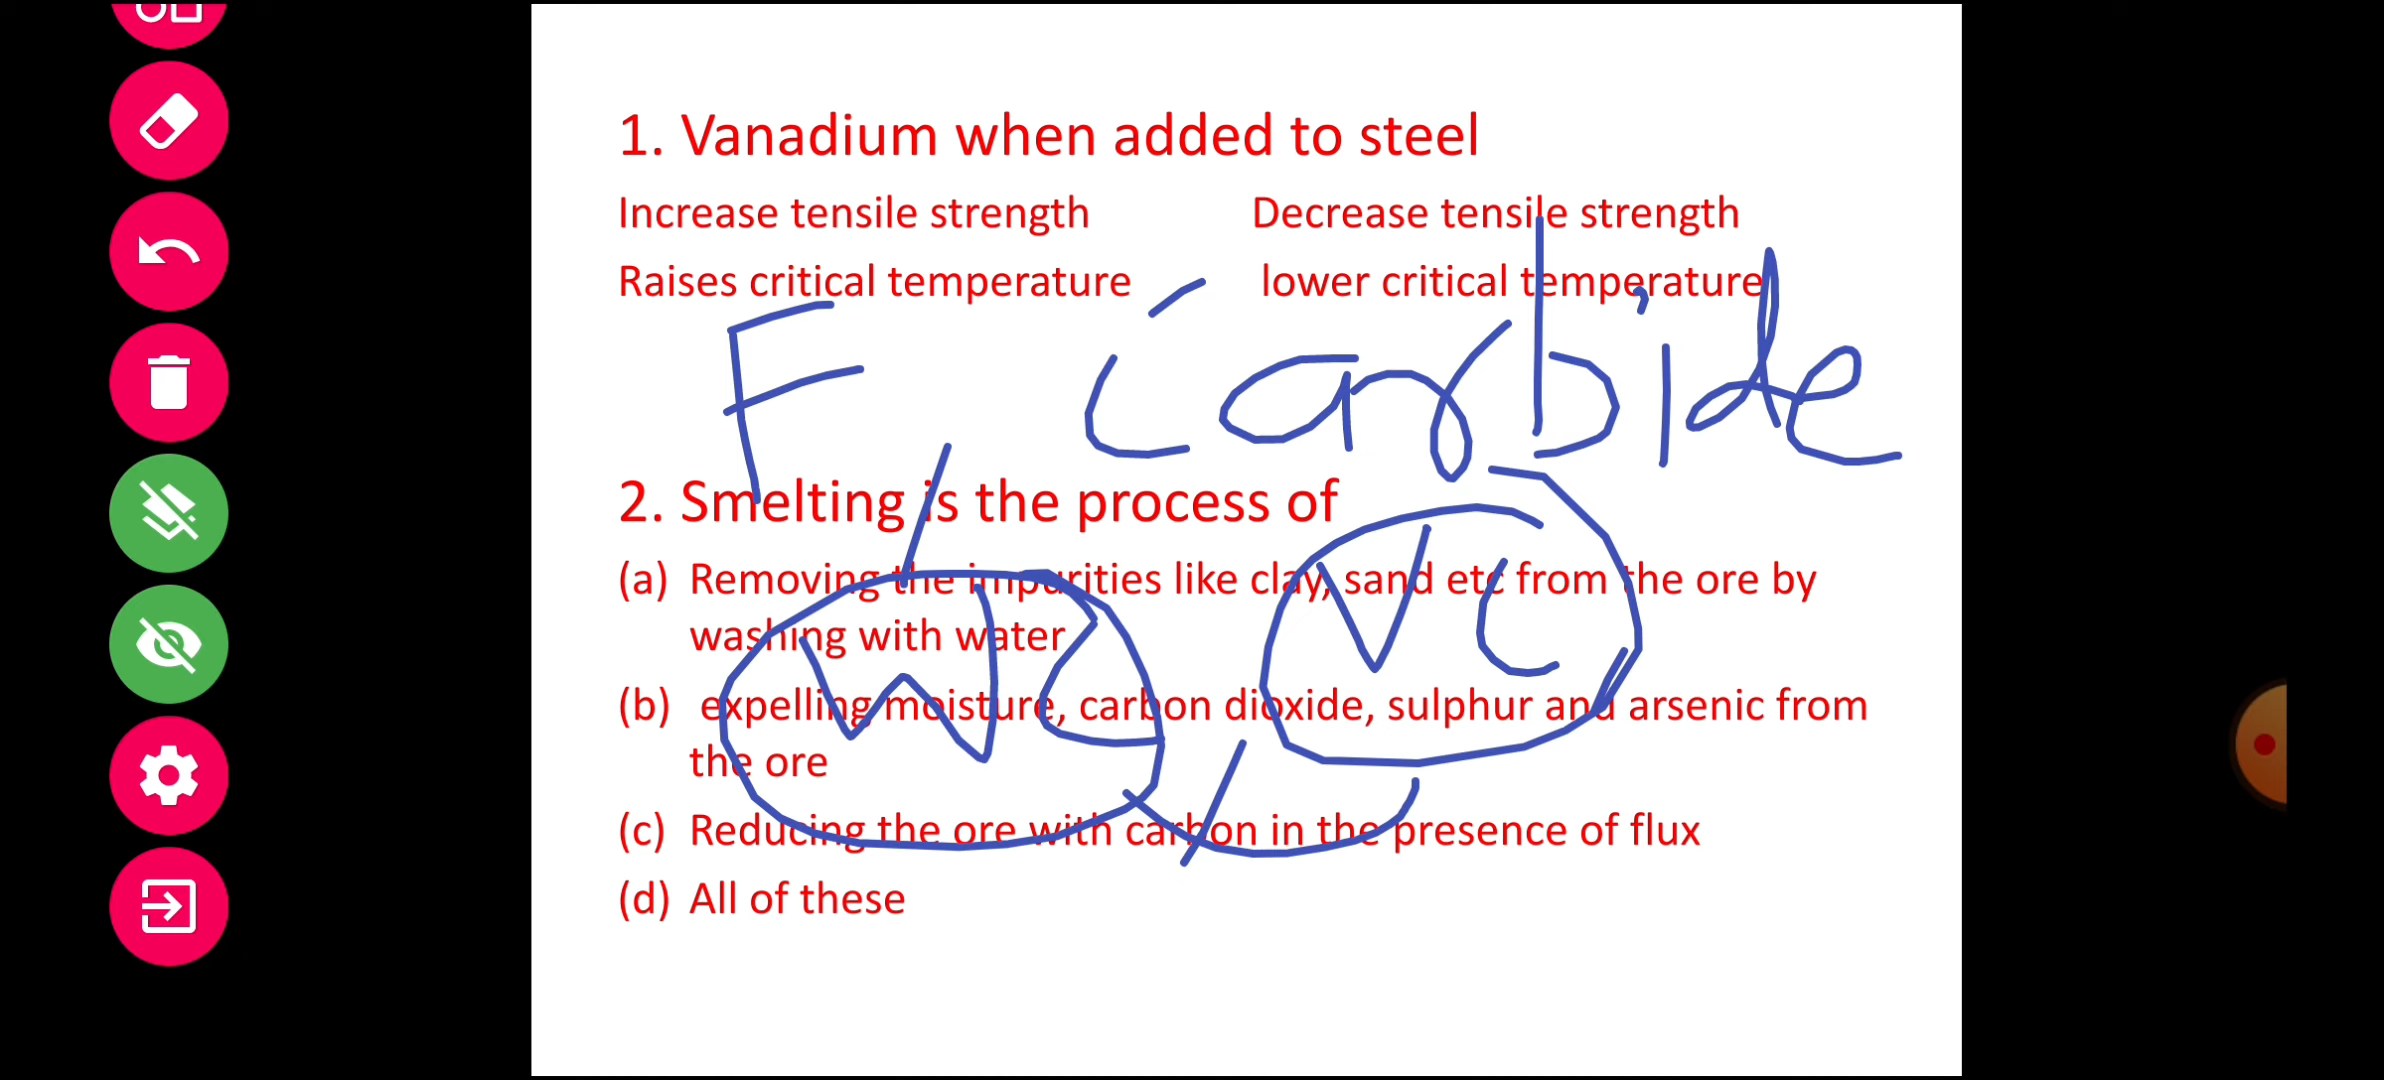 1. Vanadium when added to steel
Increase tensile strength Decrease tensile strength
Raises critical temperature lower critical temperature
F Carbide
2. Smelting is the process of
(a) Removing the impurities like clay, sand etc from the ore by
washing with water
WC VC
(b) expelling moisture, carbon dioxide, sulphur and arsenic from
the ore
(c) Reducing the ore with carbon in the presence of flux
(d) All of these